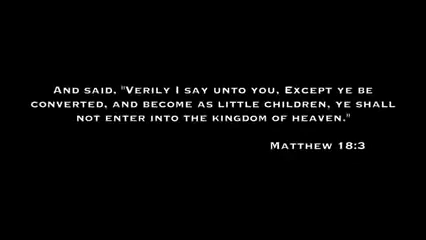 And said, "Verily I say unto you, Except ye be
converted, and become as little children, ye shall
not enter into the kingdom of heaven."
Matthew 18:3